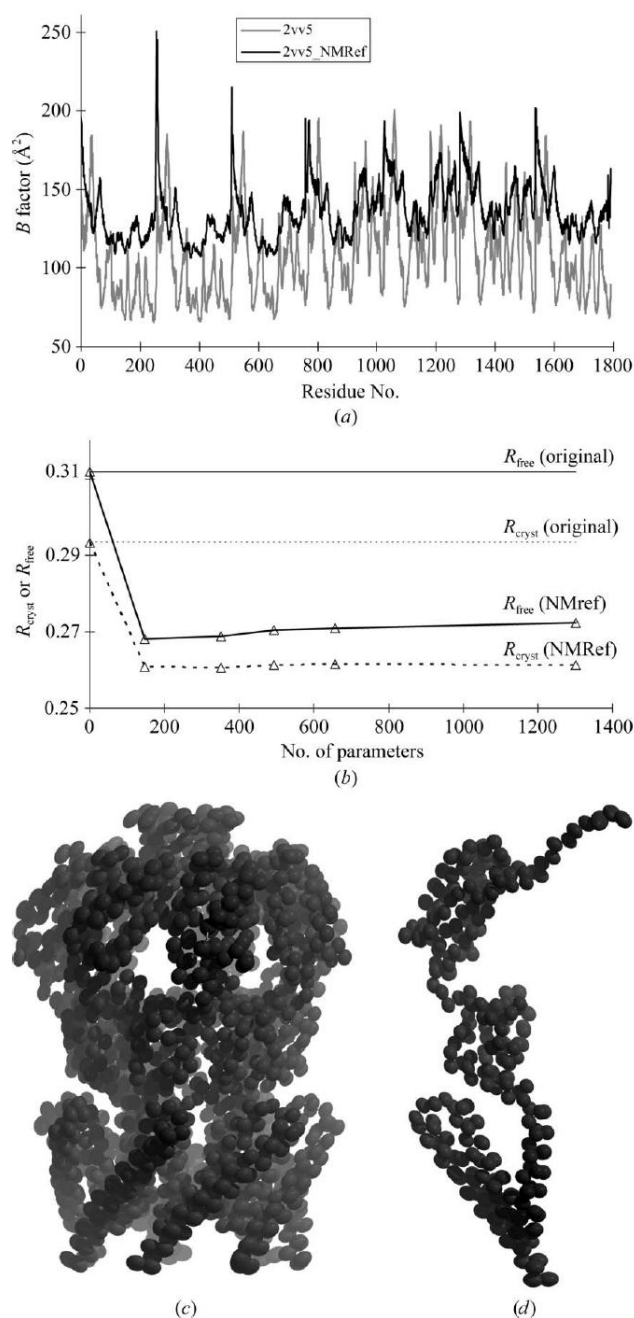 2vv5
2vv5_NMRef
250
200
150
100
50
B factor (Å²)
0 200 400 600 800 1000 1200 1400 1600 1800
Residue No.
(a)
0.31
0.29
0.27
0.25
R_cryst or R_free
R_free (original)
R_cryst (original)
R_free (NMref)
R_cryst (NMRef)
0 200 400 600 800 1000 1200 1400
No. of parameters
(b)
(c) (d)